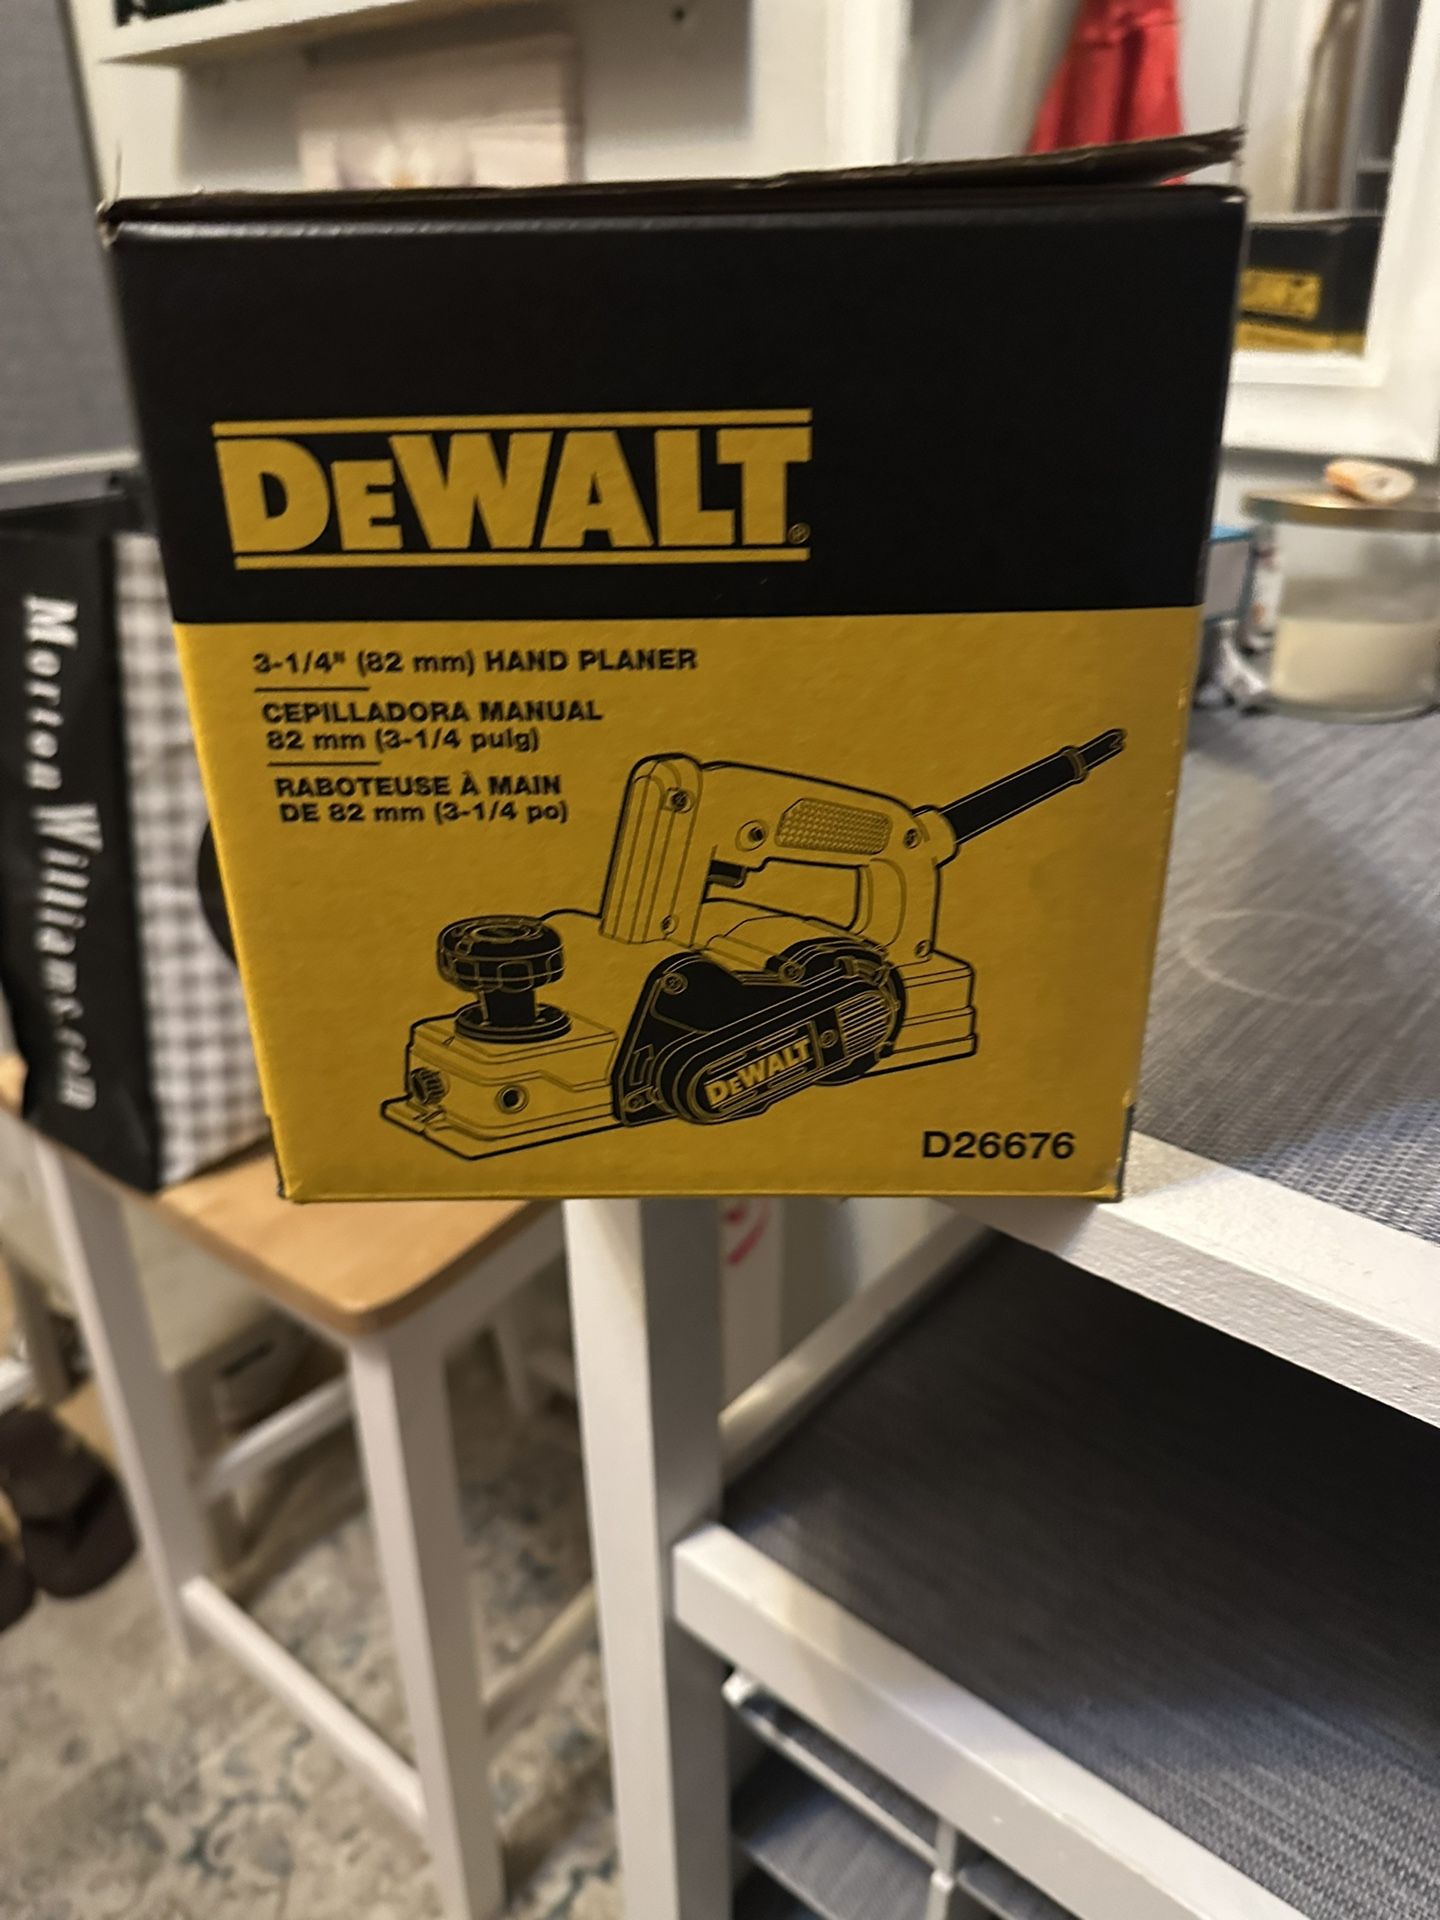 DEWALT®
3-1/4" (82 mm) HAND PLANER
CEPILLADORA MANUAL
82 mm (3-1/4 pulg)
RABOTEUSE À MAIN
DE 82 mm (3-1/4 po)
DEWALT
D26676
Morton Williams.com